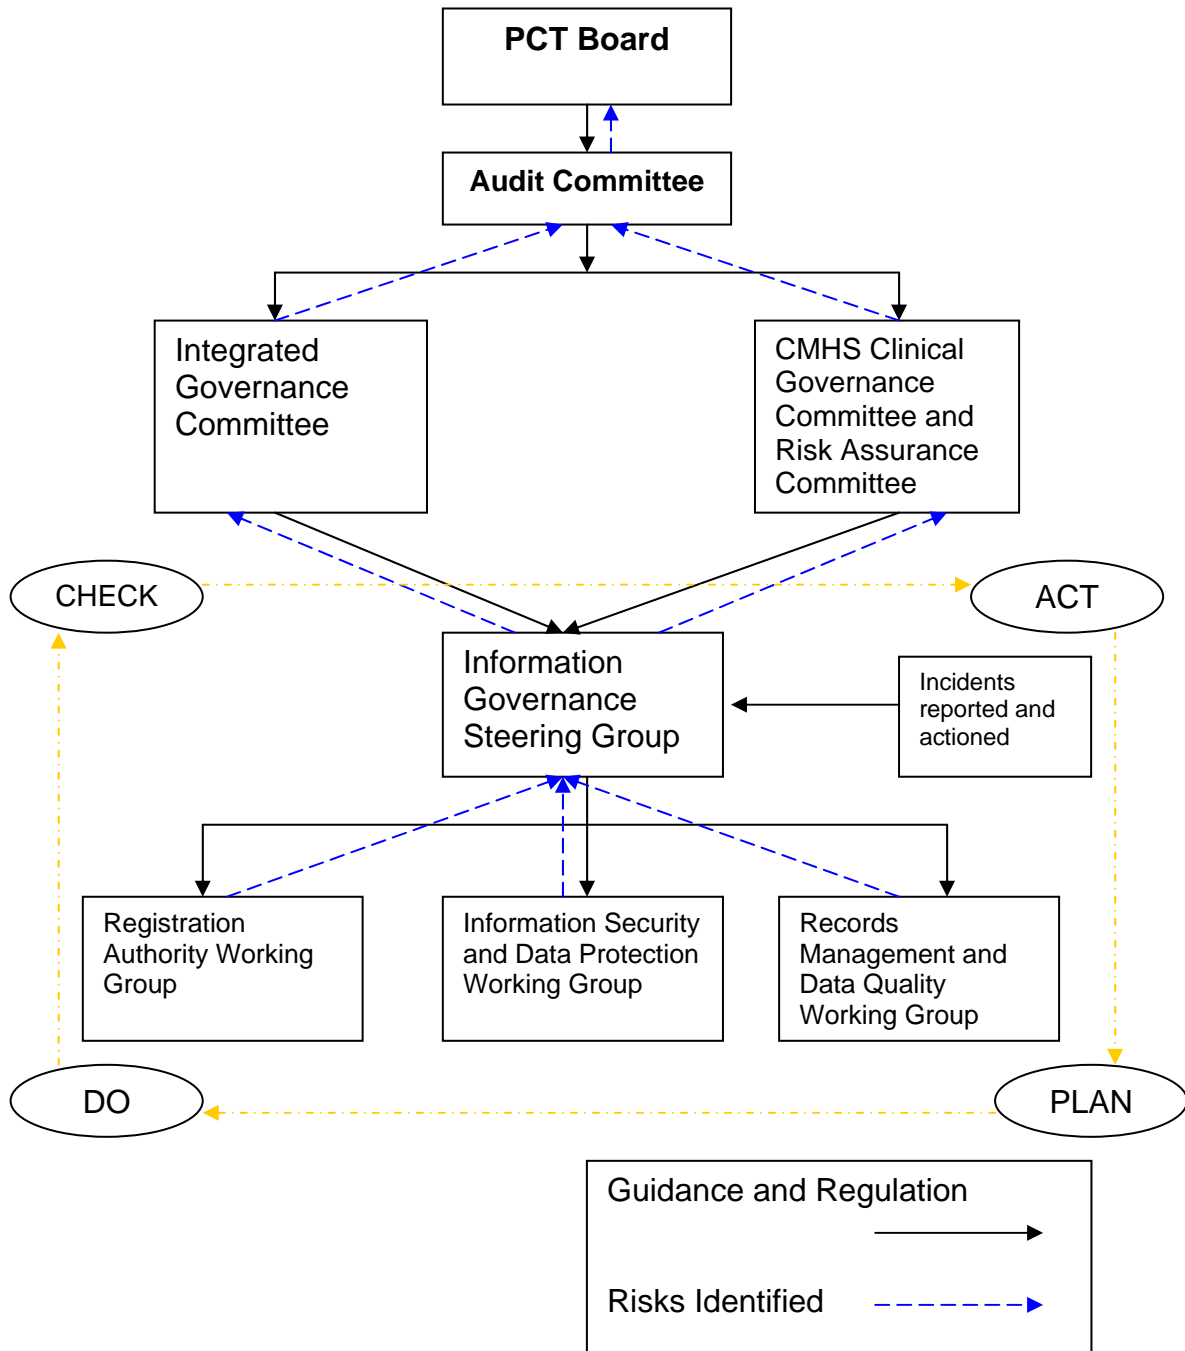 PCT Board
Audit Committee
Integrated
Governance
Committee
CMHS Clinical
Governance
Committee and
Risk Assurance
Committee
CHECK
ACT
Information
Governance
Steering Group
Incidents
reported and
actioned
Registration
Authority Working
Group
Information Security
and Data Protection
Working Group
Records
Management and
Data Quality
Working Group
DO
PLAN
Guidance and Regulation
Risks Identified